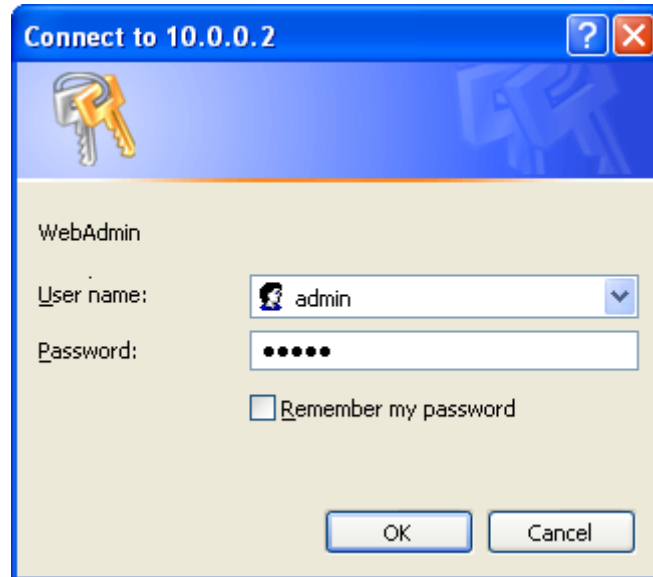 Connect to 10.0.0.2
WebAdmin
User name:
admin
Password:
•••••
Remember my password
OK
Cancel